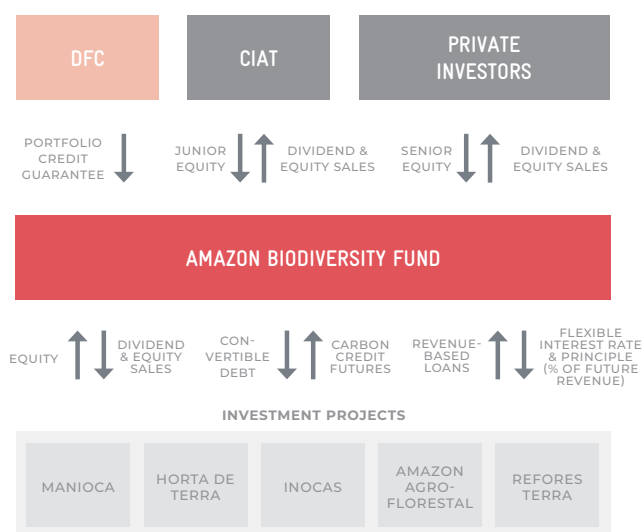 DFC
CIAT
PRIVATE
INVESTORS
PORTFOLIO
CREDIT
GUARANTEE
JUNIOR
EQUITY
DIVIDEND &
EQUITY SALES
SENIOR
EQUITY
DIVIDEND &
EQUITY SALES
AMAZON BIODIVERSITY FUND
EQUITY
DIVIDEND
& EQUITY
SALES
CON-
VERTIBLE
DEBT
CARBON
CREDIT
FUTURES
REVENUE-
BASED
LOANS
FLEXIBLE
INTEREST RATE
& PRINCIPLE
(% OF FUTURE
REVENUE)
INVESTMENT PROJECTS
MANIOCA
HORTA DE
TERRA
INOCAS
AMAZON
AGRO-
FLORESTAL
REFORES
TERRA